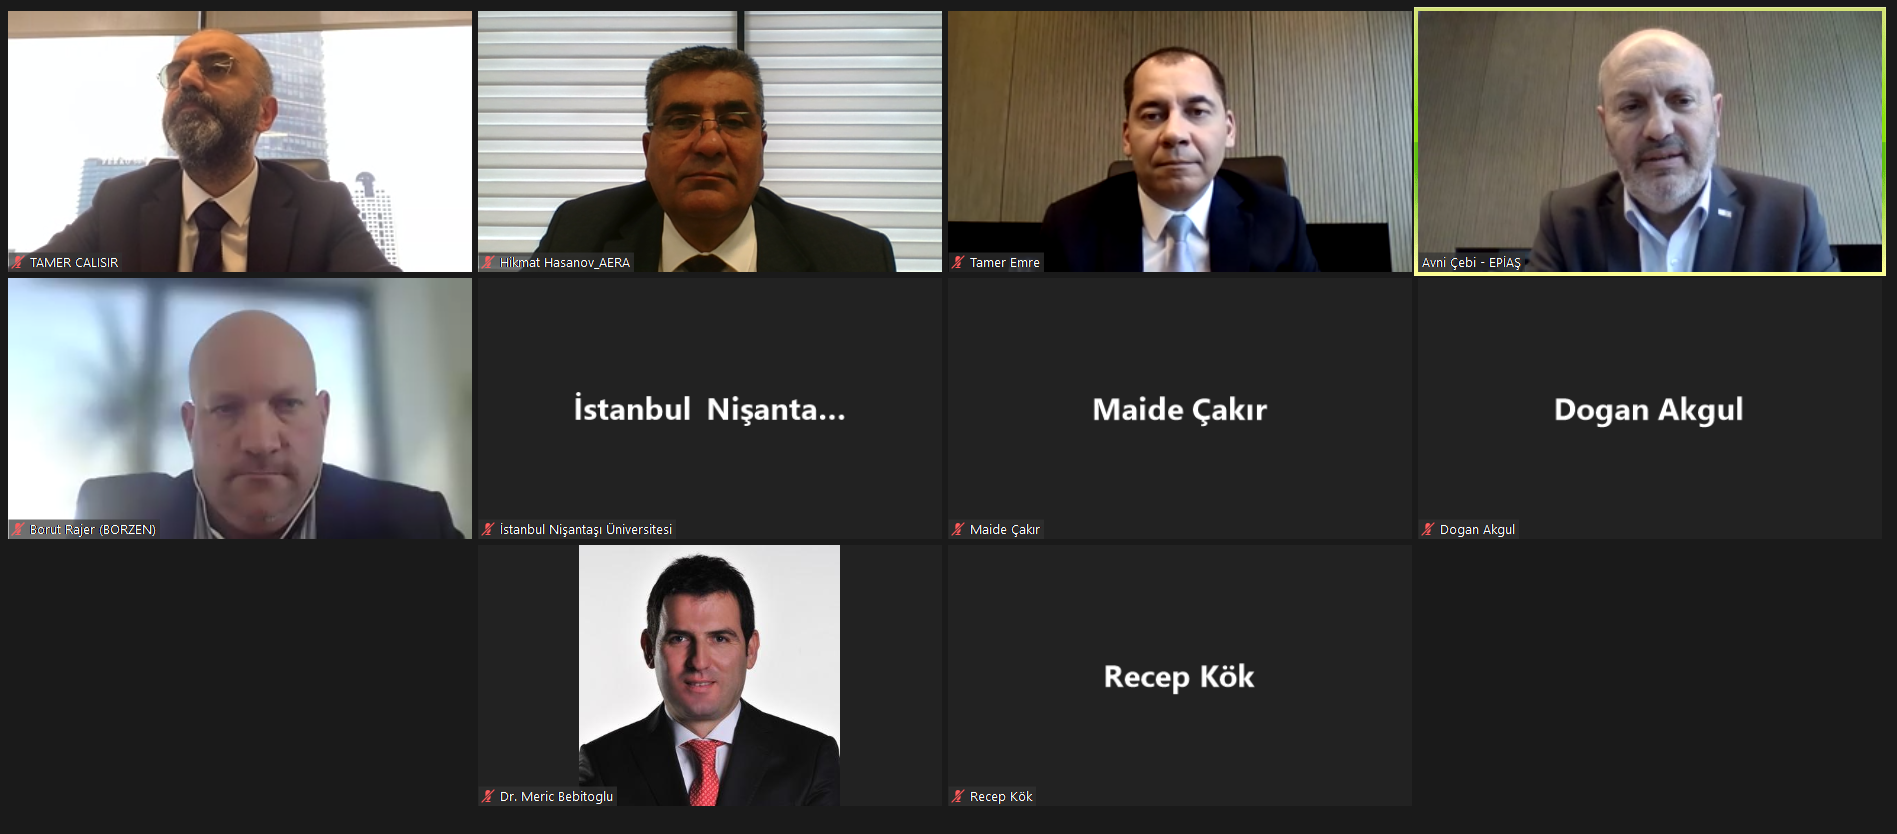 TAMER CALISIR
Hikmat Hasanov_AERA
Tamer Emre
Avni Çebi - EPİAŞ
Borut Rajer (BORZEN)
İstanbul Nişanta...
İstanbul Nişantaşı Üniversitesi
Maide Çakır
Maide Çakır
Dogan Akgul
Dogan Akgul
Dr. Meric Bebitoglu
Recep Kök
Recep Kök